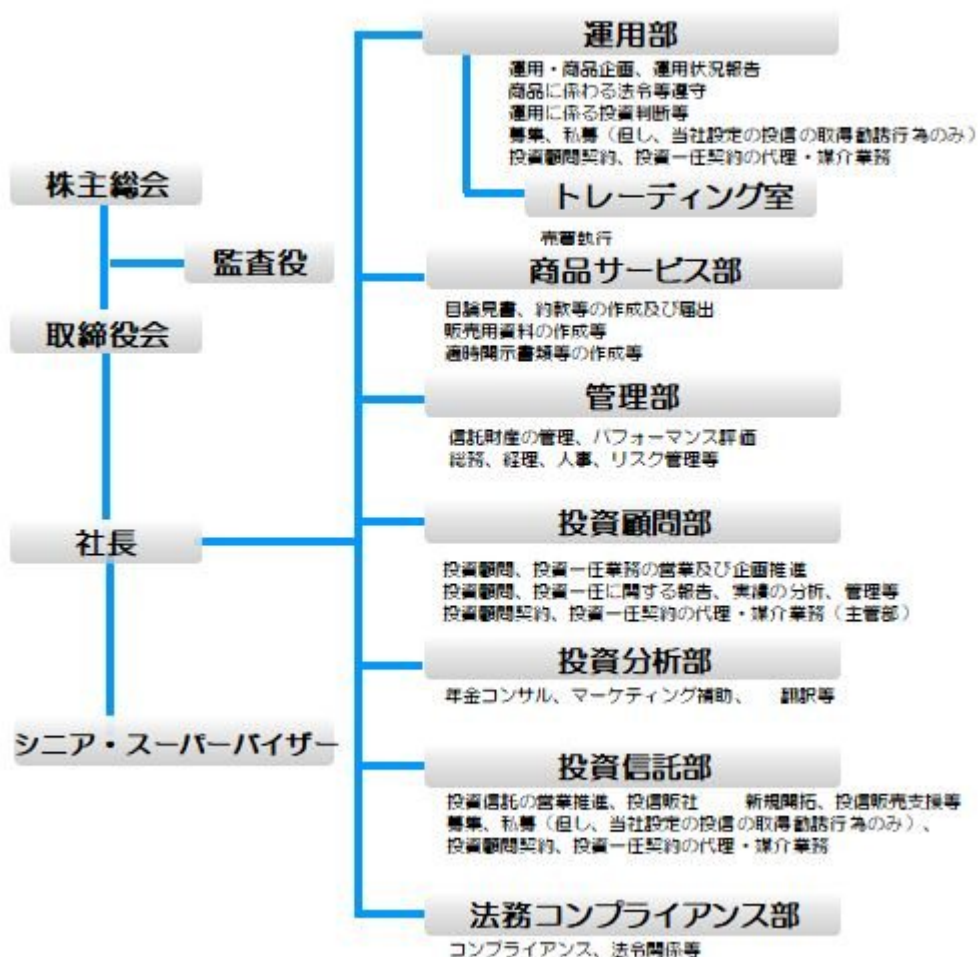 株主総会
監査役
取締役会
社長
シニア・スーパーバイザー
運用部
運用・商品企画、運用状況報告
商品に係わる法令等遵守
運用に係る投資判断等
募集、私募（但し、当社設定の投信の取得勧誘行為のみ）
投資顧問契約、投資一任契約の代理・媒介業務
トレーディング室
売買執行
商品サービス部
目論見書、約款等の作成及び届出
販売用資料の作成等
適時開示書類等の作成等
管理部
信託財産の管理、パフォーマンス評価
総務、経理、人事、リスク管理等
投資顧問部
投資顧問、投資一任業務の営業及び企画推進
投資顧問、投資一任に関する報告、実績の分析、管理等
投資顧問契約、投資一任契約の代理・媒介業務（主管部）
投資分析部
年金コンサル、マーケティング補助、　翻訳等
投資信託部
投資信託の営業推進、投信販社　新規開拓、投信販売支援等
募集、私募（但し、当社設定の投信の取得勧誘行為のみ）、
投資顧問契約、投資一任契約の代理・媒介業務
法務コンプライアンス部
コンプライアンス、法令関係等